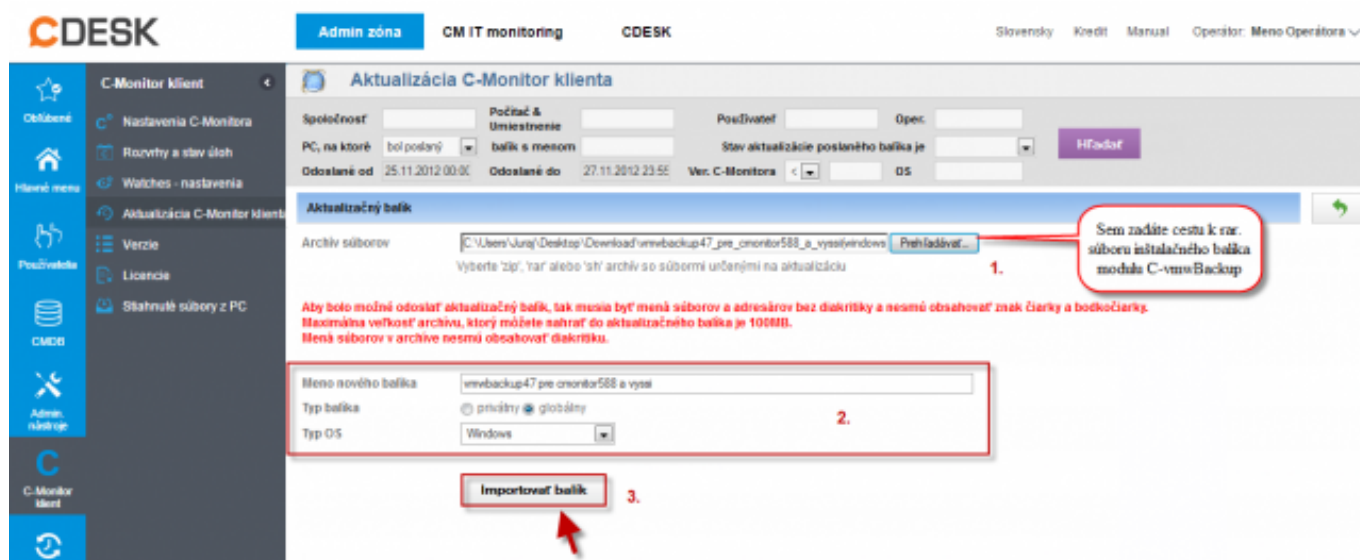 CDESK
Admin zóna CM IT monitoring CDESK
Slovensky Kredit Manual Operátor: Meno Operátora
Obľúbené
Hlavné menu
Používatelia
CMDB
Admin. nástroje
C-Monitor klient
C-Monitor klient
Nastavenia C-Monitora
Rozvrhy a stav úloh
Watches - nastavenia
Aktualizácia C-Monitor klienta
Verzie
Licencie
Stiahnuté súbory z PC
Aktualizácia C-Monitor klienta
Spoločnosť Počítač & Umiestnenie Používateľ Oper.
PC, na ktoré bol poslaný balík s menom Stav aktualizácie poslaného balíka je Hľadať
Odoslané od 25.11.2012 00:00 Odoslané do 27.11.2012 23:55 Ver. C-Monitora < OS
Aktualizačný balík
Archív súborov C:\Users\Juraj\Desktop\Download\vmwbackup47_pre_cmonitor588_a_vyssi(windows Prehľadávať...
Vyberte 'zip', 'rar' alebo 'sh' archív so súbormi určenými na aktualizáciu
1.
Sem zadáte cestu k rar.
súboru inštalačného balíka
modulu C-vmwBackup
Aby bolo možné odoslať aktualizačný balík, tak musia byť mená súborov a adresárov bez diakritiky a nesmú obsahovať znak čiarky a bodkočiarky.
Maximálna veľkosť archívu, ktorý môžete nahrať do aktualizačného balíka je 100MB.
Mená súborov v archíve nesmú obsahovať diakritiku.
Meno nového balíka vmwbackup47 pre cmonitor588 a vyssi
Typ balíka privátny globálny
2.
Typ OS Windows
Importovať balík
3.